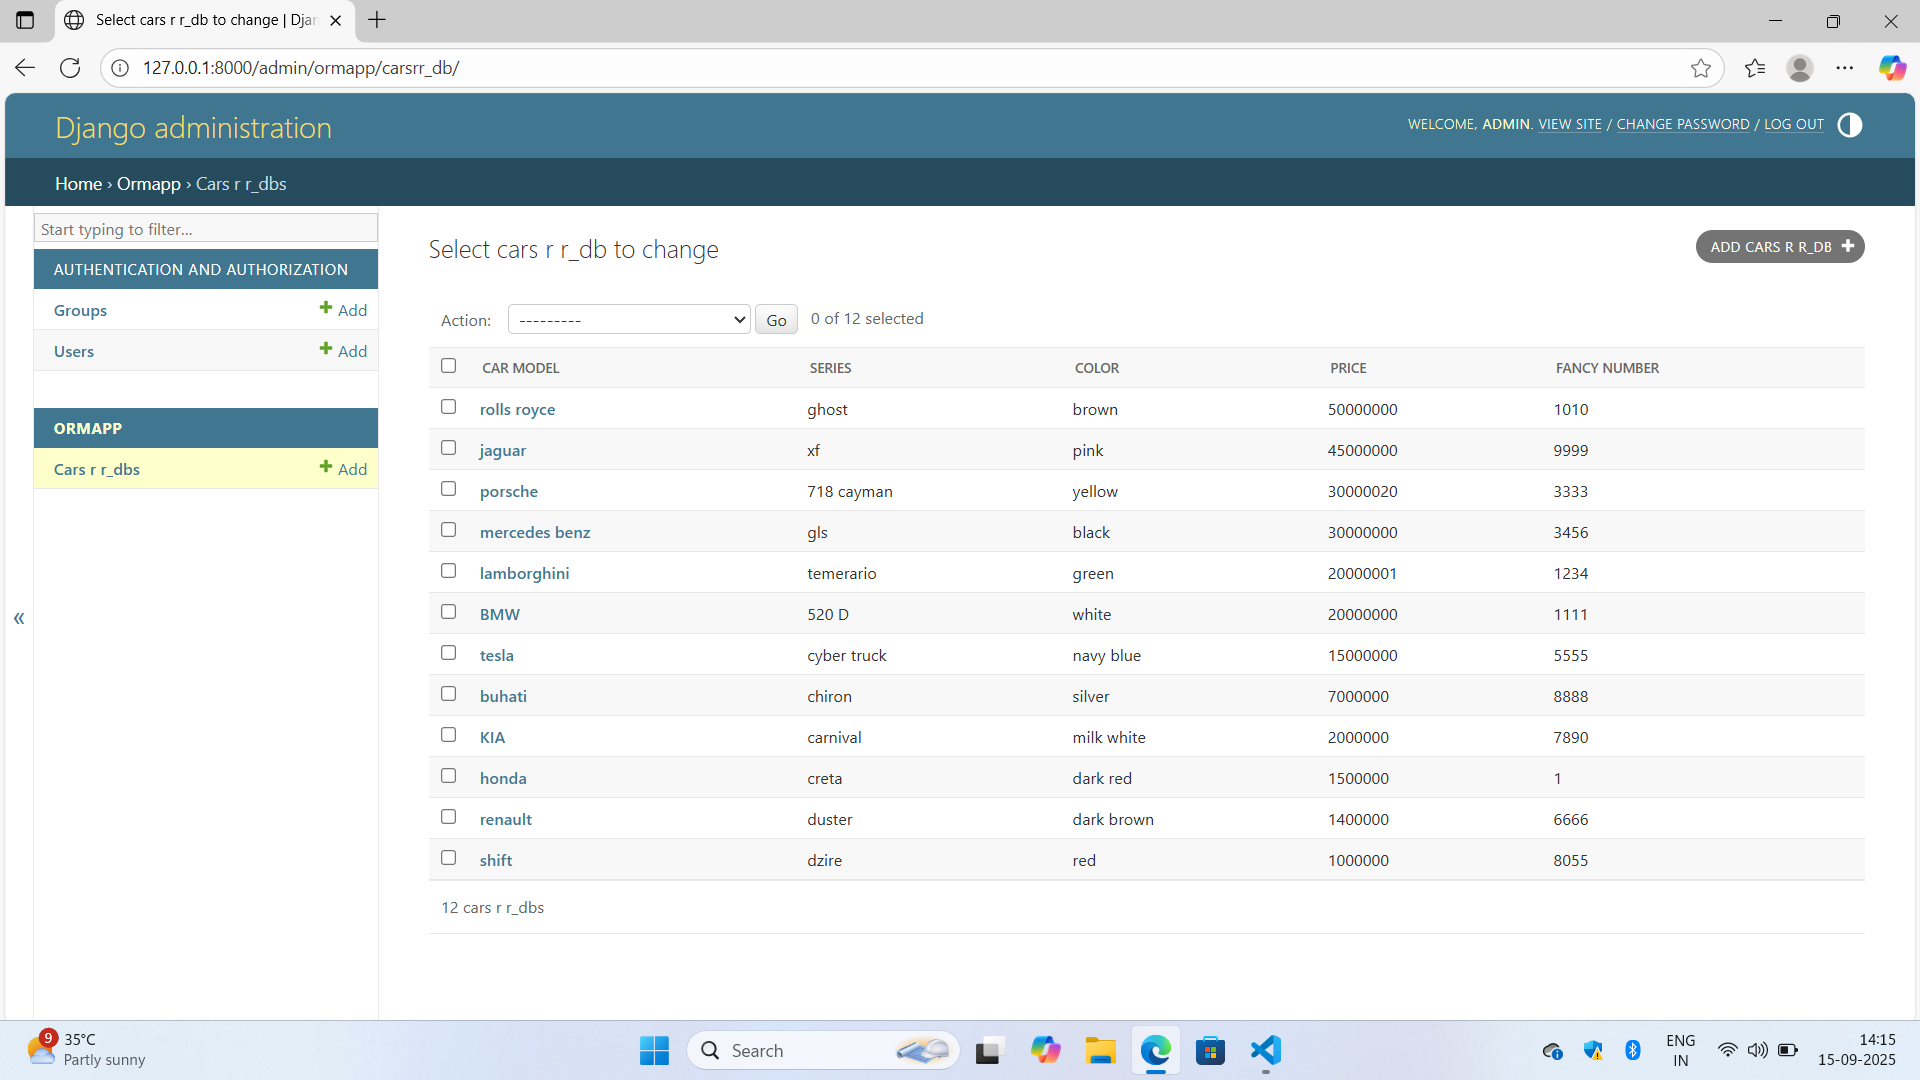 Select cars r r_db to change | Djan
127.0.0.1:8000/admin/ormapp/carsrr_db/
Django administration
WELCOME, ADMIN. VIEW SITE / CHANGE PASSWORD / LOG OUT
Home › Ormapp › Cars r r_dbs
Start typing to filter...
AUTHENTICATION AND AUTHORIZATION
Groups Add
Users Add
ORMAPP
Cars r r_dbs Add
«
Select cars r r_db to change
ADD CARS R R_DB
Action: --------- Go 0 of 12 selected
CAR MODEL SERIES COLOR PRICE FANCY NUMBER
rolls royce ghost brown 50000000 1010
jaguar xf pink 45000000 9999
porsche 718 cayman yellow 30000020 3333
mercedes benz gls black 30000000 3456
lamborghini temerario green 20000001 1234
BMW 520 D white 20000000 1111
tesla cyber truck navy blue 15000000 5555
buhati chiron silver 7000000 8888
KIA carnival milk white 2000000 7890
honda creta dark red 1500000 1
renault duster dark brown 1400000 6666
shift dzire red 1000000 8055
12 cars r r_dbs
9
35°C
Partly sunny
Search
ENG
IN
14:15
15-09-2025